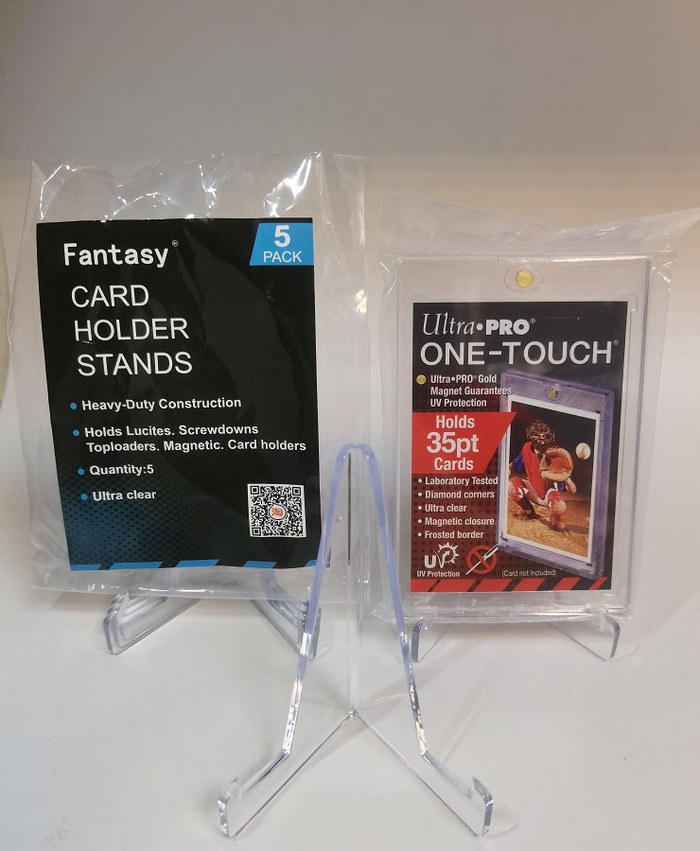 Fantasy®
5
PACK
CARD
HOLDER
STANDS
• Heavy-Duty Construction
• Holds Lucites. Screwdowns
Toploaders. Magnetic. Card holders
• Quantity:5
• Ultra clear
Ultra•PRO®
ONE-TOUCH®
Ultra•PRO® Gold
Magnet Guarantees
UV Protection
Holds
35pt
Cards
• Laboratory Tested
• Diamond corners
• Ultra clear
• Magnetic closure
• Frosted border
UV
UV Protection
(Card not included)